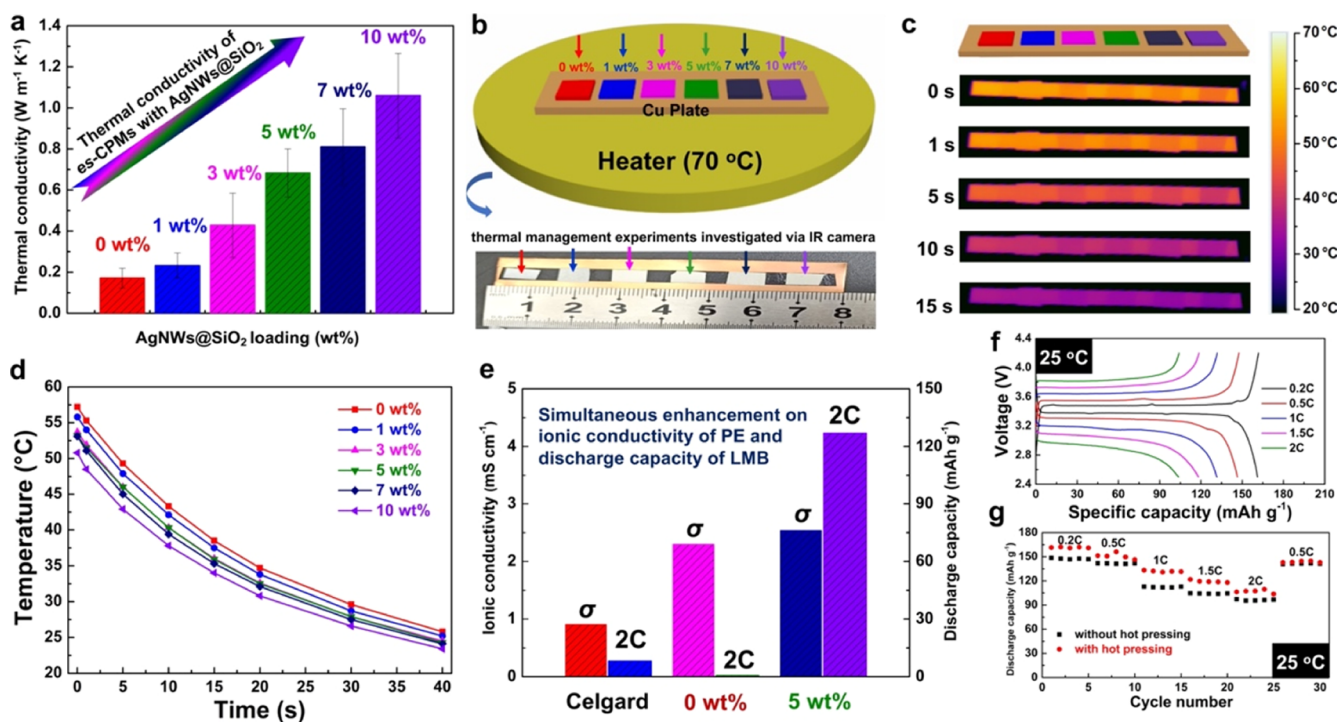 a
Thermal conductivity (W m⁻¹ K⁻¹)
1.4
1.2
1.0
0.8
0.6
0.4
0.2
0.0
Thermal conductivity of
es-CPMs with AgNWs@SiO₂
0 wt%
1 wt%
3 wt%
5 wt%
7 wt%
10 wt%
AgNWs@SiO₂ loading (wt%)
b
0 wt% 1 wt% 3 wt% 5 wt% 7 wt% 10 wt%
Cu Plate
Heater (70 °C)
thermal management experiments investigated via IR camera
1 2 3 4 5 6 7 8
c
0 s
1 s
5 s
10 s
15 s
70 °C
60 °C
50 °C
40 °C
30 °C
20 °C
d
Temperature (°C)
60
55
50
45
40
35
30
25
20
0 wt%
1 wt%
3 wt%
5 wt%
7 wt%
10 wt%
0 5 10 15 20 25 30 35 40
Time (s)
e
Ionic conductivity (mS cm⁻¹)
5
4
3
2
1
0
Simultaneous enhancement on
ionic conductivity of PE and
discharge capacity of LMB
σ 2C
σ 2C
σ 2C
Celgard 0 wt% 5 wt%
150
120
90
60
30
0
Discharge capacity (mAh g⁻¹)
f
25 °C
Voltage (V)
4.4
4.0
3.6
3.2
2.8
2.4
0.2C
0.5C
1C
1.5C
2C
0 30 60 90 120 150 180 210
Specific capacity (mAh g⁻¹)
g
Discharge capacity (mAh g⁻¹)
180
150
120
90
60
30
0
0.2C 0.5C 1C 1.5C 2C 0.5C
without hot pressing
with hot pressing
25 °C
0 5 10 15 20 25 30
Cycle number